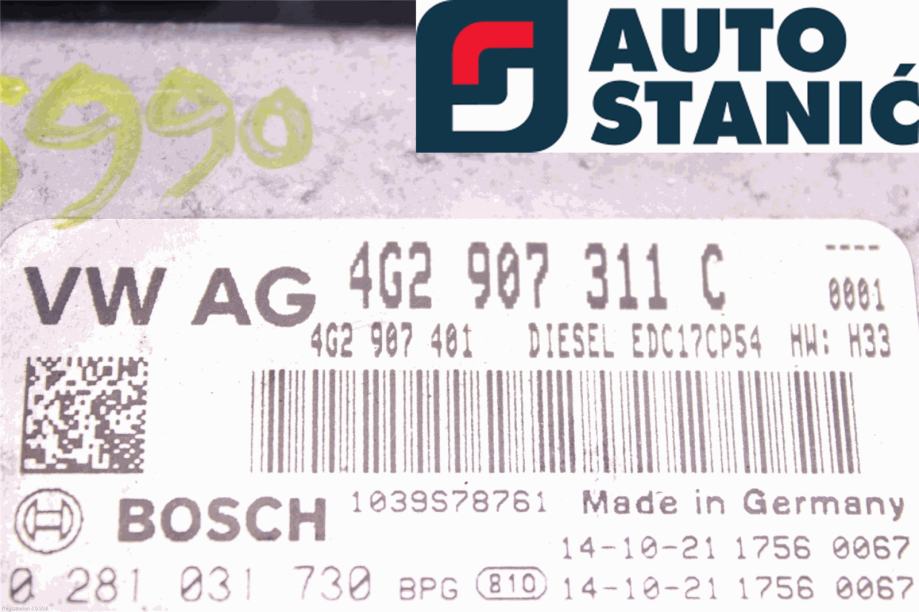 AUTO
STANIĆ
5990
VW AG 4G2 907 311 C
----
0001
4G2 907 401 DIESEL EDC17CP54 HW: H33
BOSCH 1039S78761 Made in Germany
14-10-21 1756 0067
0 281 031 730 BPG 810 14-10-21 1756 0067